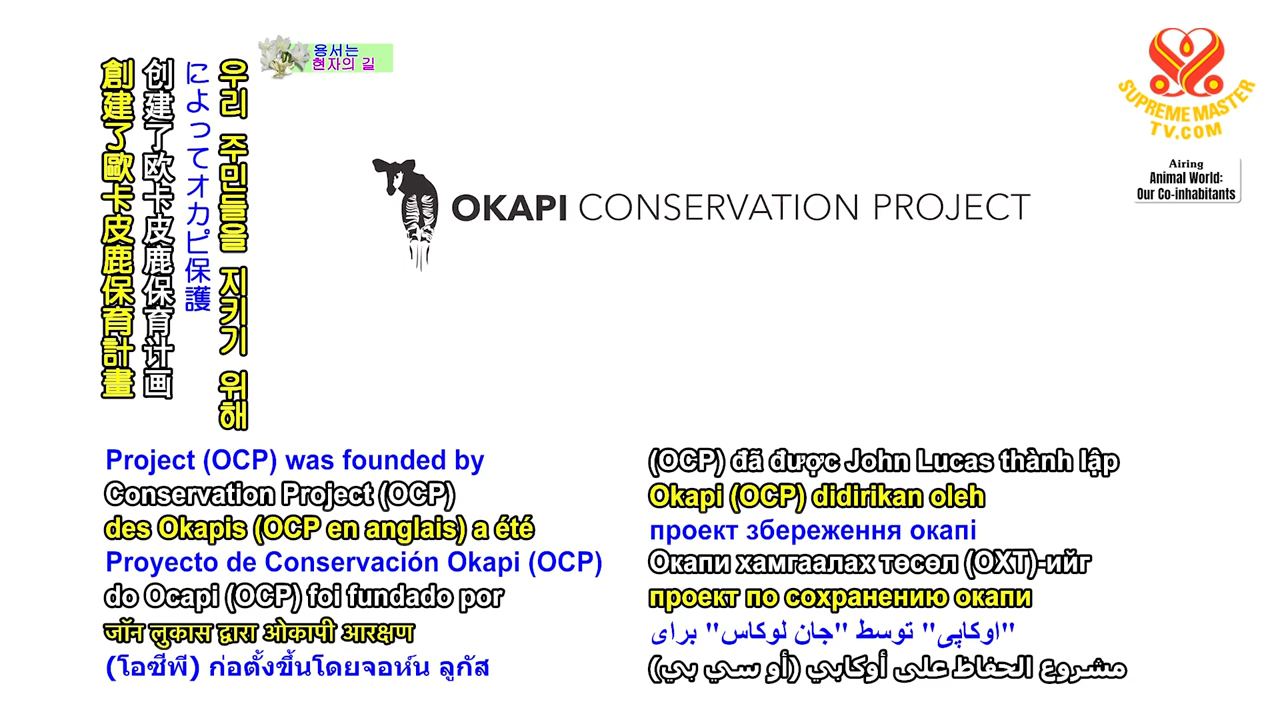 創建了歐卡皮鹿保育計畫
创建了欧卡皮鹿保育计画
によってオカピ保護
우리 주민들을 지키기 위해
용서는
현자의 길
OKAPI CONSERVATION PROJECT
SUPREME MASTER
TV.COM
Airing
Animal World:
Our Co-inhabitants
Project (OCP) was founded by
Conservation Project (OCP)
des Okapis (OCP en anglais) a été
Proyecto de Conservación Okapi (OCP)
do Ocapi (OCP) foi fundado por
जॉन लुकास द्वारा ओकापी आरक्षण
(โอซีพี) ก่อตั้งขึ้นโดยจอห์น ลูกัส
(OCP) đã được John Lucas thành lập
Okapi (OCP) didirikan oleh
проект збереження окапі
Окапи хамгаалах төсөл (ОХТ)-ийг
проект по сохранению окапи
"اوکاپی" توسط "جان لوکاس" برای
مشروع الحفاظ على أوكابي (أو سي بي)